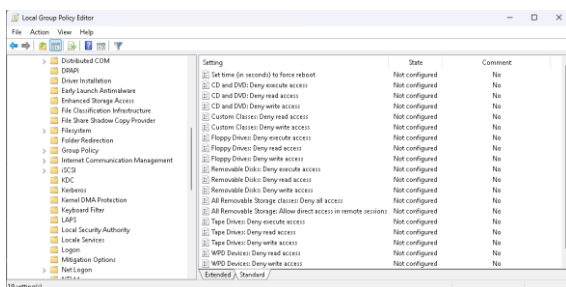 Local Group Policy Editor
File Action View Help
Distributed COM
DPAPI
Driver Installation
Early Launch Antimalware
Enhanced Storage Access
File Classification Infrastructure
File Share Shadow Copy Provider
Filesystem
Folder Redirection
Group Policy
Internet Communication Management
iSCSI
KDC
Kerberos
Kernel DMA Protection
Keyboard Filter
LAPS
Local Security Authority
Locale Services
Logon
Mitigation Options
Net Logon
Setting State Comment
Set time (in seconds) to force reboot Not configured No
CD and DVD: Deny execute access Not configured No
CD and DVD: Deny read access Not configured No
CD and DVD: Deny write access Not configured No
Custom Classes: Deny read access Not configured No
Custom Classes: Deny write access Not configured No
Floppy Drives: Deny execute access Not configured No
Floppy Drives: Deny read access Not configured No
Floppy Drives: Deny write access Not configured No
Removable Disks: Deny execute access Not configured No
Removable Disks: Deny read access Not configured No
Removable Disks: Deny write access Not configured No
All Removable Storage classes: Deny all access Not configured No
All Removable Storage: Allow direct access in remote sessions Not configured No
Tape Drives: Deny execute access Not configured No
Tape Drives: Deny read access Not configured No
Tape Drives: Deny write access Not configured No
WPD Devices: Deny read access Not configured No
WPD Devices: Deny write access Not configured No
Extended Standard